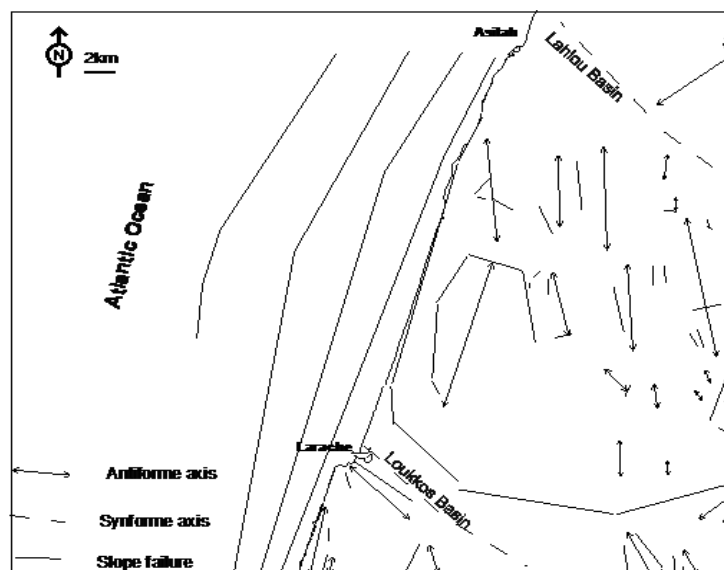 Asilah
N
2km
Lahlou Basin
Atlantic Ocean
Larache
Loukkos Basin
Antiforme axis
Synforme axis
Slope failure